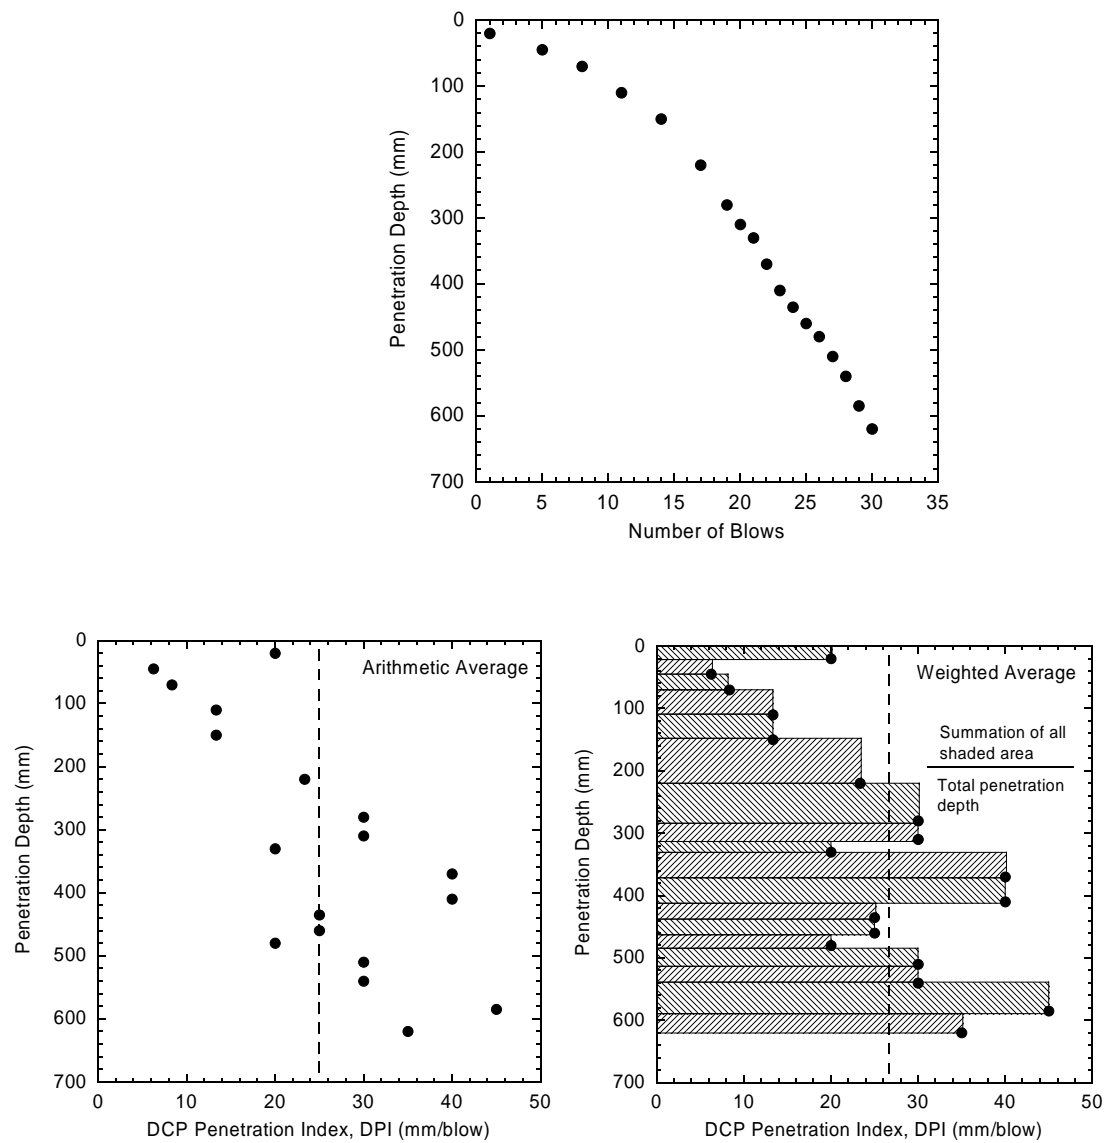 0
100
200
300
400
500
600
700
Penetration Depth (mm)
0 5 10 15 20 25 30 35
Number of Blows
0
100
200
300
400
500
600
700
Penetration Depth (mm)
Arithmetic Average
0 10 20 30 40 50
DCP Penetration Index, DPI (mm/blow)
0
100
200
300
400
500
600
700
Penetration Depth (mm)
Weighted Average
Summation of all
shaded area
Total penetration
depth
0 10 20 30 40 50
DCP Penetration Index, DPI (mm/blow)